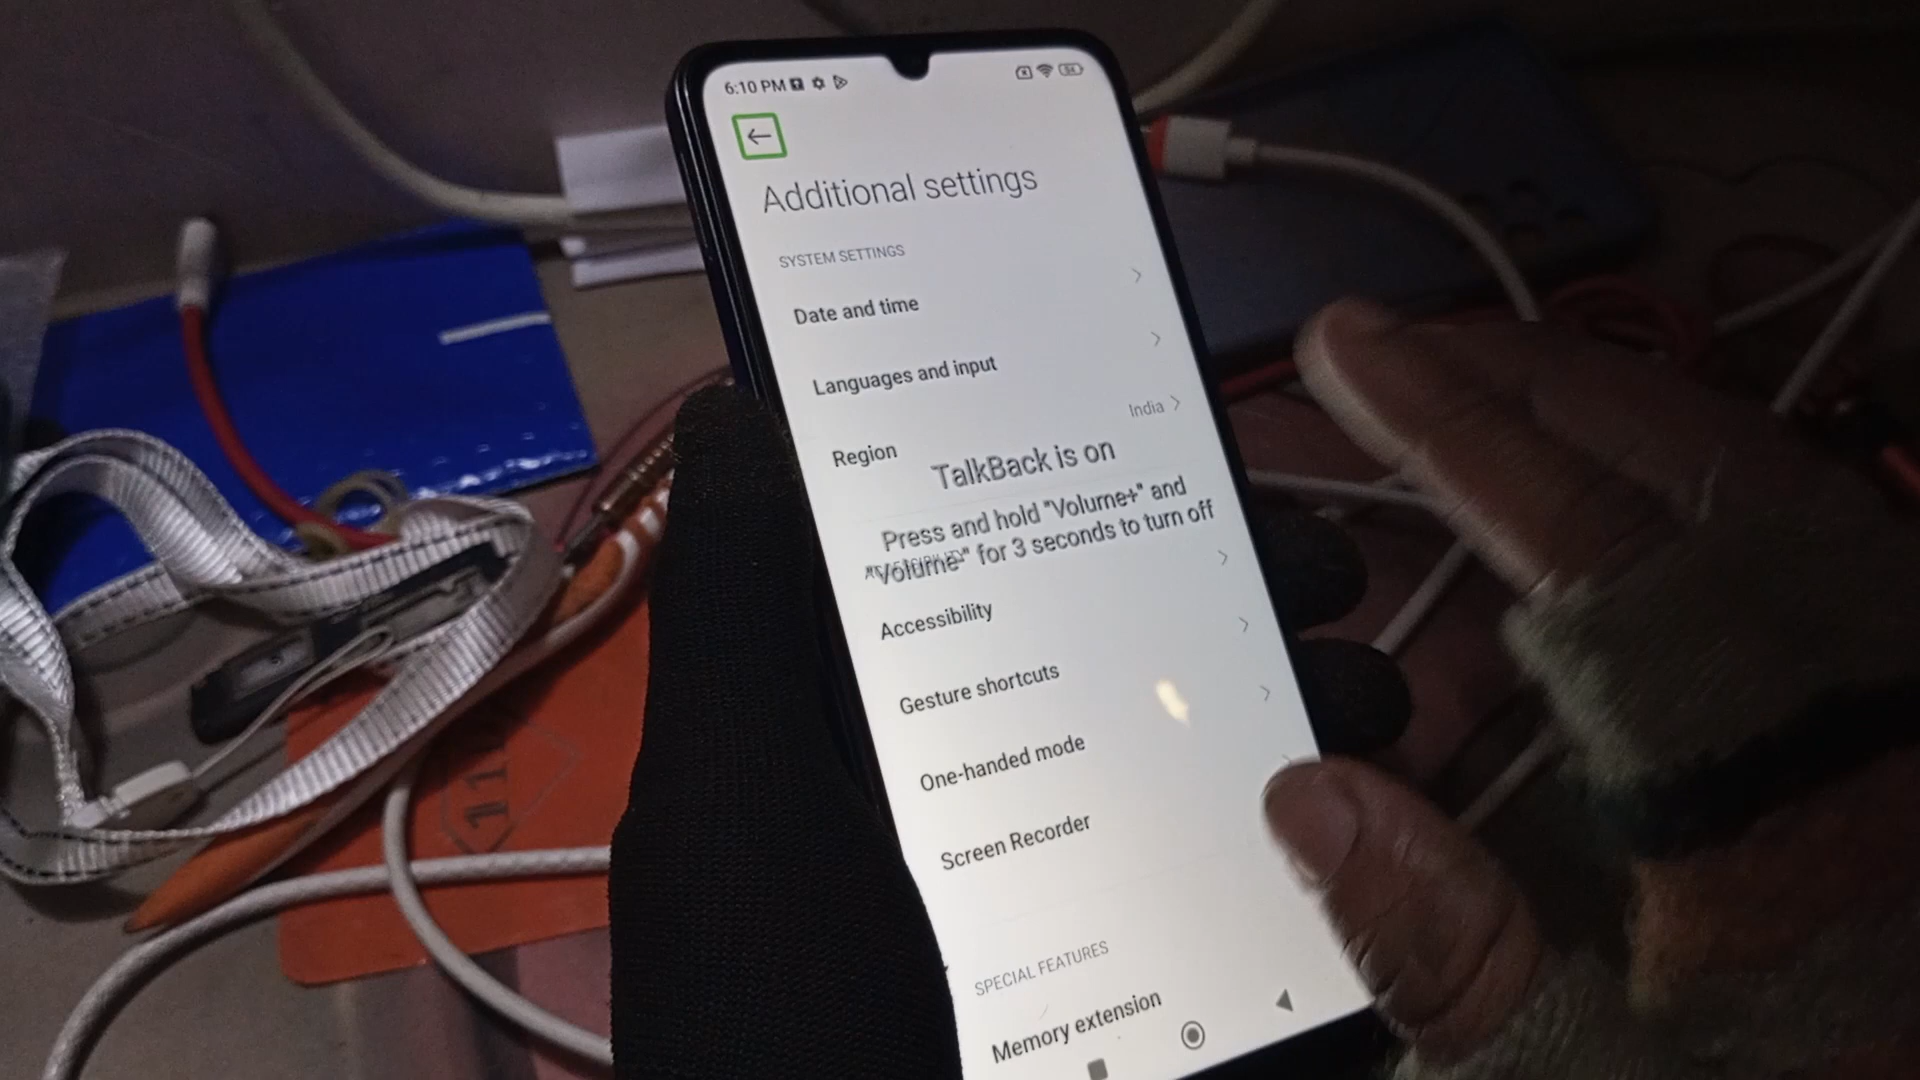 6:10 PM
54
Additional settings
SYSTEM SETTINGS
Date and time
Languages and input
Region
India
TalkBack is on
Press and hold "Volume+" and
"Volume-" for 3 seconds to turn off
Accessibility
Gesture shortcuts
One-handed mode
Screen Recorder
SPECIAL FEATURES
Memory extension
11